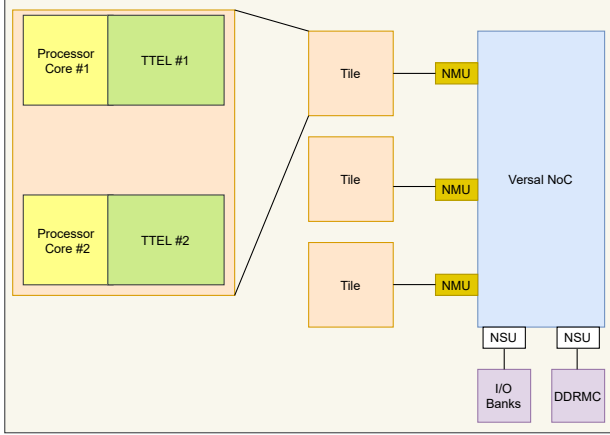 Processor
Core #1
TTEL #1
Processor
Core #2
TTEL #2
Tile
NMU
Tile
NMU
Tile
NMU
Versal NoC
NSU
NSU
I/O
Banks
DDRMC